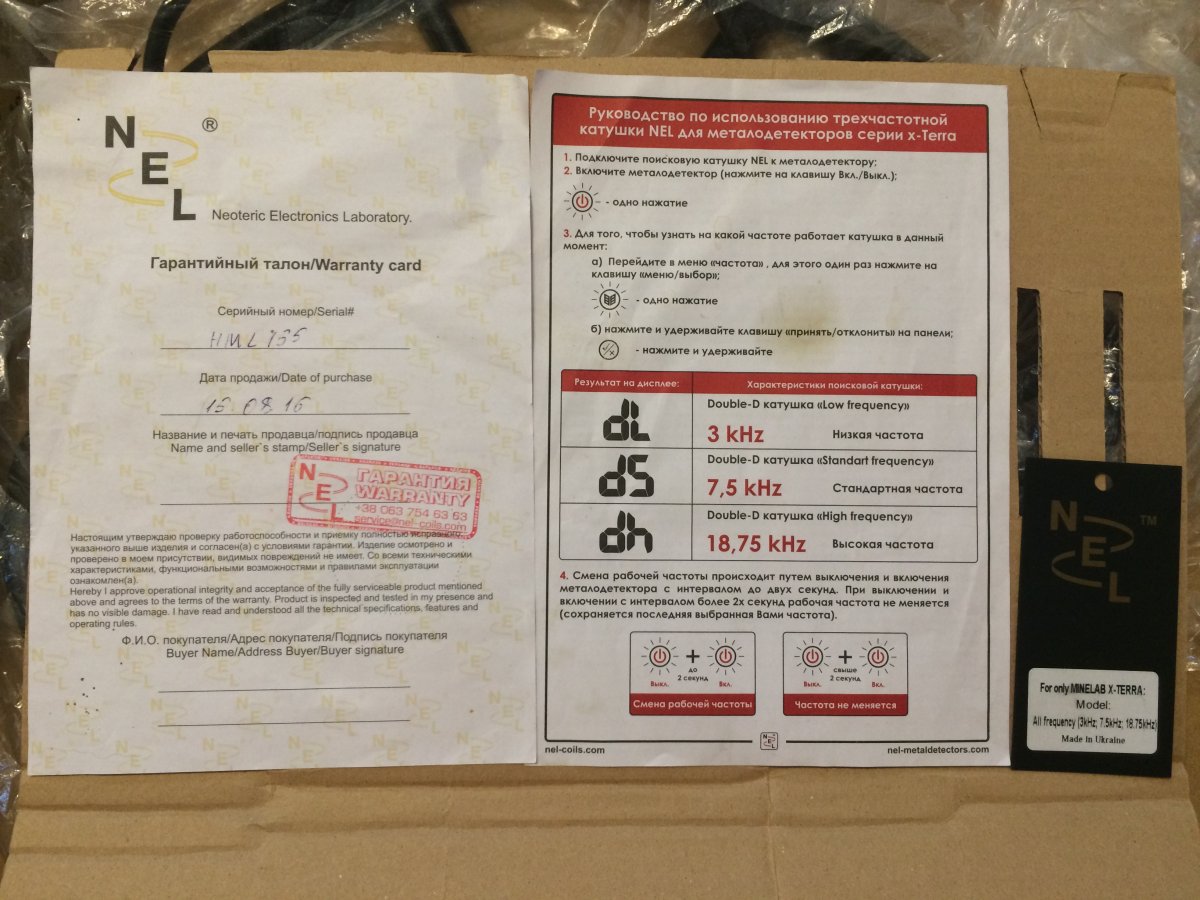 NEL
®
Neoteric Electronics Laboratory.
Гарантийный талон/Warranty card
Серийный номер/Serial#
Дата продажи/Date of purchase
Название и печать продавца/подпись продавца
Name and seller`s stamp/Seller`s signature
NEL
ГАРАНТИЯ
WARRANTY
+38 063 754 63 63
service@nel-coils.com
Настоящим утверждаю проверку работоспособности и приемку полностью исправного
указанного выше изделия и согласен(а) с условиями гарантии. Изделие осмотрено и
проверено в моем присутствии, видимых повреждений не имеет. Со всеми техническими
характеристиками, функциональными возможностями и правилами эксплуатации
ознакомлен(а).
Hereby I approve operational integrity and acceptance of the fully serviceable product mentioned
above and agrees to the terms of the warranty. Product is inspected and tested in my presence and
has no visible damage. I have read and understood all the technical specifications, features and
operating rules.
Ф.И.О. покупателя/Адрес покупателя/Подпись покупателя
Buyer Name/Address Buyer/Buyer signature
Руководство по использованию трехчастотной
катушки NEL для металодетекторов серии x-Terra
1. Подключите поисковую катушку NEL к металодетектору;
2. Включите металодетектор (нажмите на клавишу Вкл./Выкл.);
- одно нажатие
3. Для того, чтобы узнать на какой частоте работает катушка в данный
момент:
а) Перейдите в меню «частота» , для этого один раз нажмите на
клавишу «меню/выбор»;
- одно нажатие
б) нажмите и удерживайте клавишу «принять/отклонить» на панели;
- нажмите и удерживайте
Результат на дисплее: Характеристики поисковой катушки:
dL
Double-D катушка «Low frequency»
3 kHz Низкая частота
dS
Double-D катушка «Standart frequency»
7,5 kHz Стандартная частота
dh
Double-D катушка «High frequency»
18,75 kHz Высокая частота
4. Смена рабочей частоты происходит путем выключения и включения
металодетектора с интервалом до двух секунд. При выключении и
включении с интервалом более 2х секунд рабочая частота не меняется
(сохраняется последняя выбранная Вами частота).
+ до 2 секунд
Выкл. Вкл.
Смена рабочей частоты
+ свыше 2 секунд
Выкл. Вкл.
Частота не меняется
nel-coils.com
NEL
nel-metaldetectors.com
NEL
™
For only MINELAB X-TERRA:
Model:
All frequency (3kHz; 7.5kHz; 18.75kHz)
Made in Ukraine